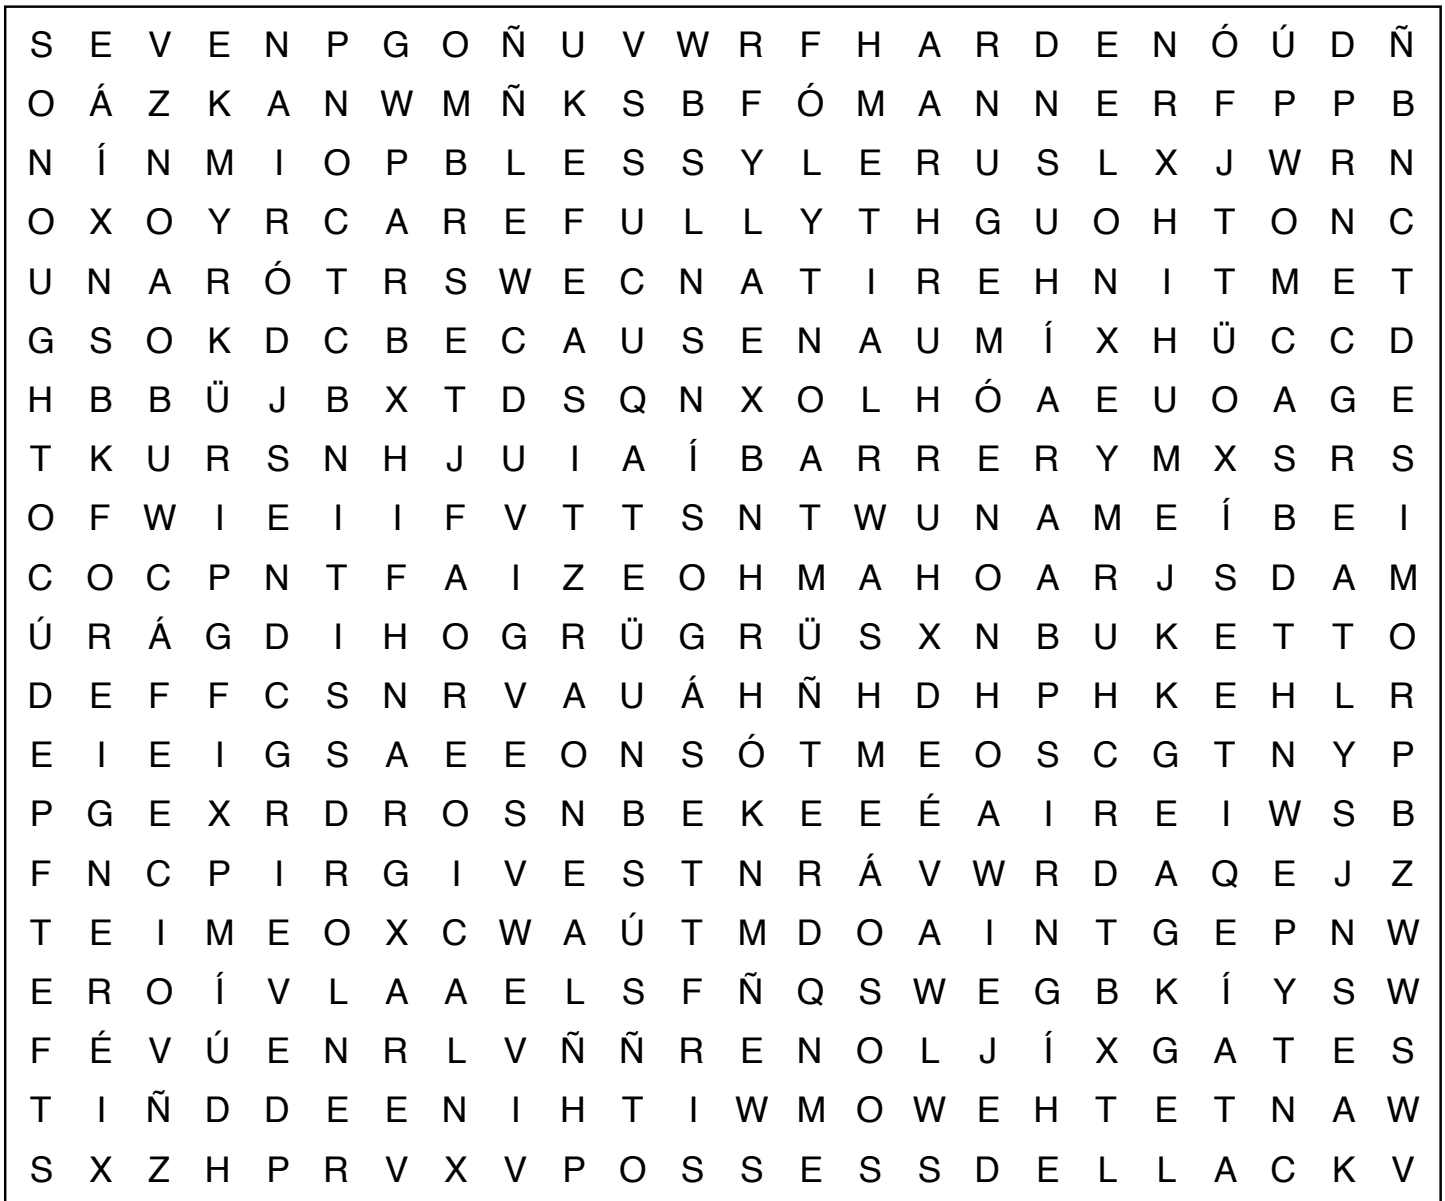 S E V E N P G O Ñ U V W R F H A R D E N Ó Ú D Ñ
O Á Z K A N W M Ñ K S B F Ó M A N N E R F P P B
N Í N M I O P B L E S S Y L E R U S L X J W R N
O X O Y R C A R E F U L L Y T H G U O H T O N C
U N A R Ó T R S W E C N A T I R E H N I T M E T
G S O K D C B E C A U S E N A U M Í X H Ü C C D
H B B Ü J B X T D S Q N X O L H Ó A E U O A G E
T K U R S N H J U I A Í B A R R E R Y M X S R S
O F W I E I I F V T T S N T W U N A M E Í B E I
C O C P N T F A I Z E O H M A H O A R J S D A M
Ú R Á G D I H O G R Ü G R Ü S X N B U K E T T O
D E F F C S N R V A U Á H Ñ H D H P H K E H L R
E I E I G S A E E O N S Ó T M E O S C G T N Y P
P G E X R D R O S N B E K E E É A I R E I W S B
F N C P I R G I V E S T N R Á V W R D A Q E J Z
T E I M E O X C W A Ú T M D O A I N T G E P N W
E R O Í V L A A E L S F Ñ Q S W E G B K Í Y S W
F É V Ú E N R L V Ñ Ñ R E N O L J Í X G A T E S
T I Ñ D D E E N I H T I W M O W E H T E T N A W
S X Z H P R V X V P O S S E S S D E L L A C K V